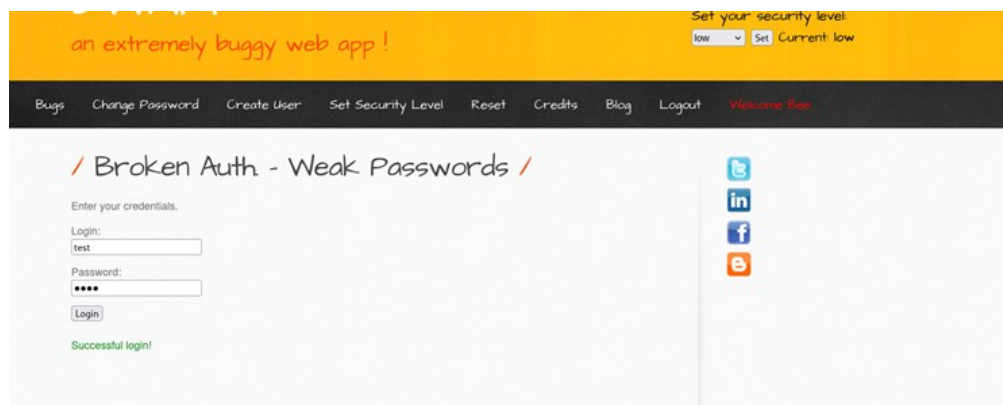 an extremely buggy web app !
Set your security level:
low Set Current: low
Bugs Change Password Create User Set Security Level Reset Credits Blog Logout Welcome Bee
/ Broken Auth. - Weak Passwords /
Enter your credentials.
Login:
test
Password:
••••
Login
Successful login!